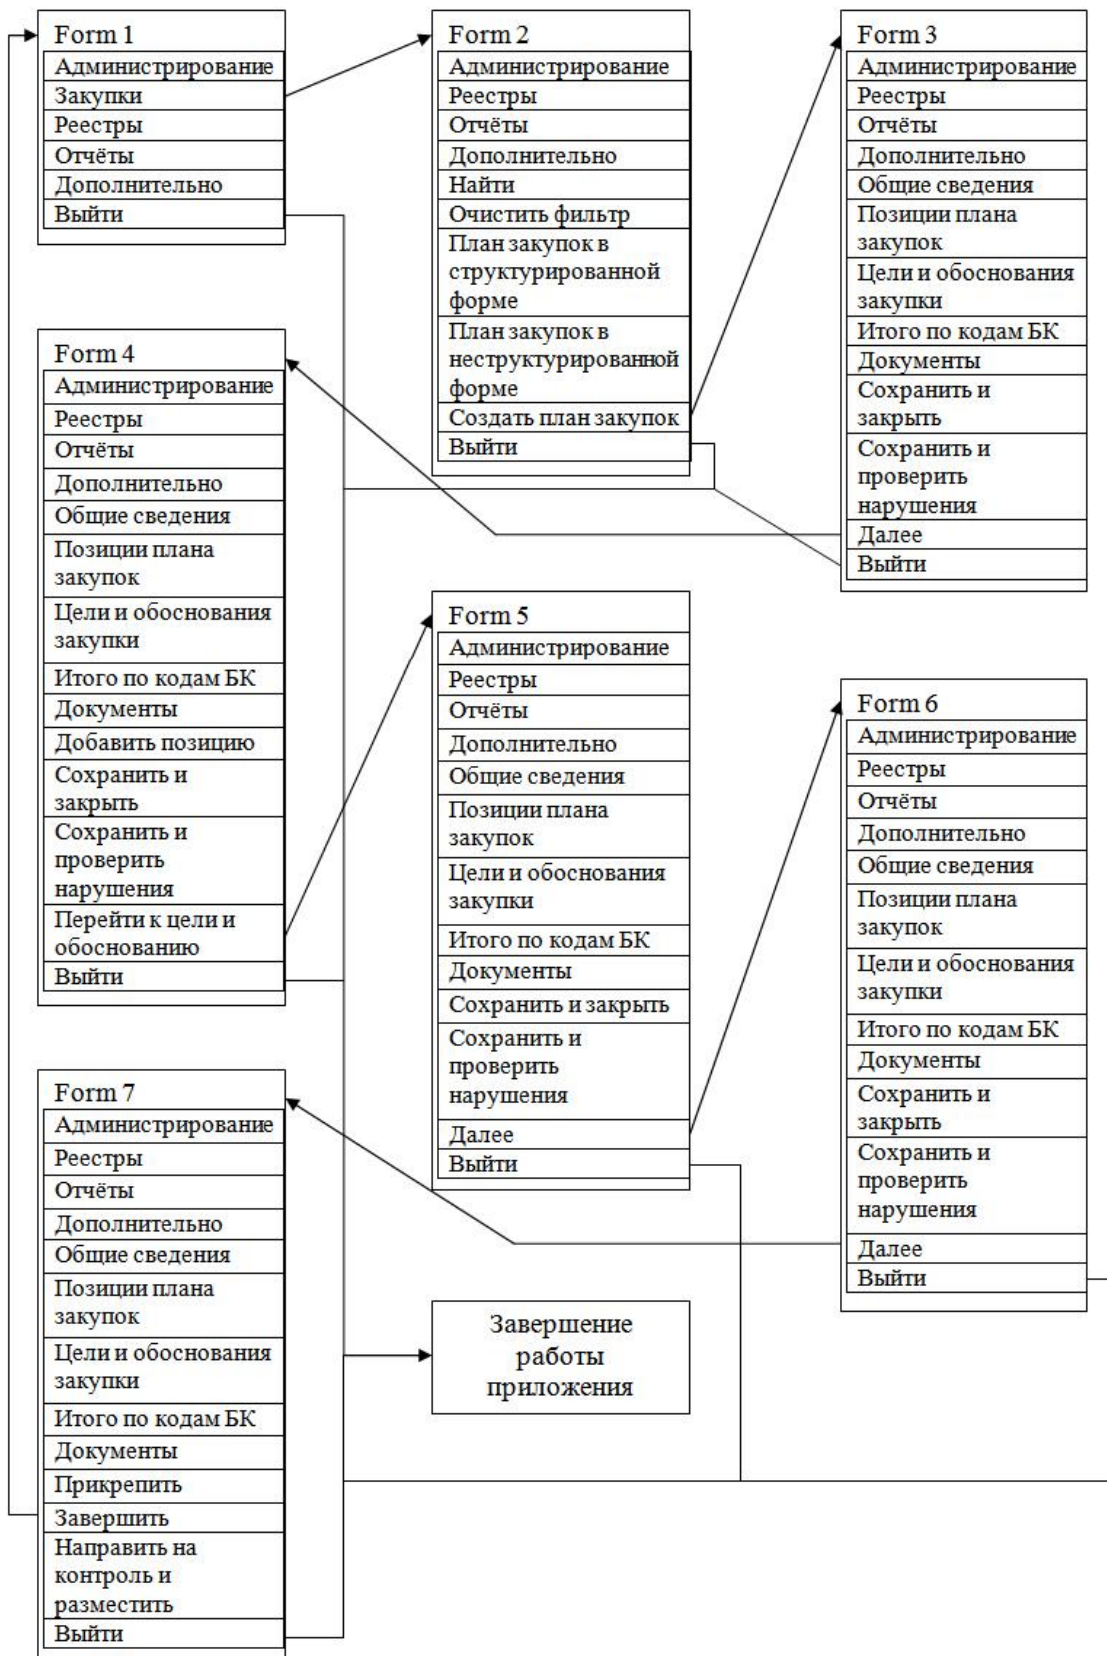 Form 1
Администрирование
Закупки
Реестры
Отчёты
Дополнительно
Выйти
Form 2
Администрирование
Реестры
Отчёты
Дополнительно
Найти
Очистить фильтр
План закупок в
структурированной
форме
План закупок в
неструктурированной
форме
Создать план закупок
Выйти
Form 3
Администрирование
Реестры
Отчёты
Дополнительно
Общие сведения
Позиции плана
закупок
Цели и обоснования
закупки
Итого по кодам БК
Документы
Сохранить и
закрыть
Сохранить и
проверить
нарушения
Далее
Выйти
Form 4
Администрирование
Реестры
Отчёты
Дополнительно
Общие сведения
Позиции плана
закупок
Цели и обоснования
закупки
Итого по кодам БК
Документы
Добавить позицию
Сохранить и
закрыть
Сохранить и
проверить
нарушения
Перейти к цели и
обоснованию
Выйти
Form 5
Администрирование
Реестры
Отчёты
Дополнительно
Общие сведения
Позиции плана
закупок
Цели и обоснования
закупки
Итого по кодам БК
Документы
Сохранить и закрыть
Сохранить и
проверить
нарушения
Далее
Выйти
Form 6
Администрирование
Реестры
Отчёты
Дополнительно
Общие сведения
Позиции плана
закупок
Цели и обоснования
закупки
Итого по кодам БК
Документы
Сохранить и
закрыть
Сохранить и
проверить
нарушения
Далее
Выйти
Form 7
Администрирование
Реестры
Отчёты
Дополнительно
Общие сведения
Позиции плана
закупок
Цели и обоснования
закупки
Итого по кодам БК
Документы
Прикрепить
Завершить
Направить на
контроль и
разместить
Выйти
Завершение
работы
приложения